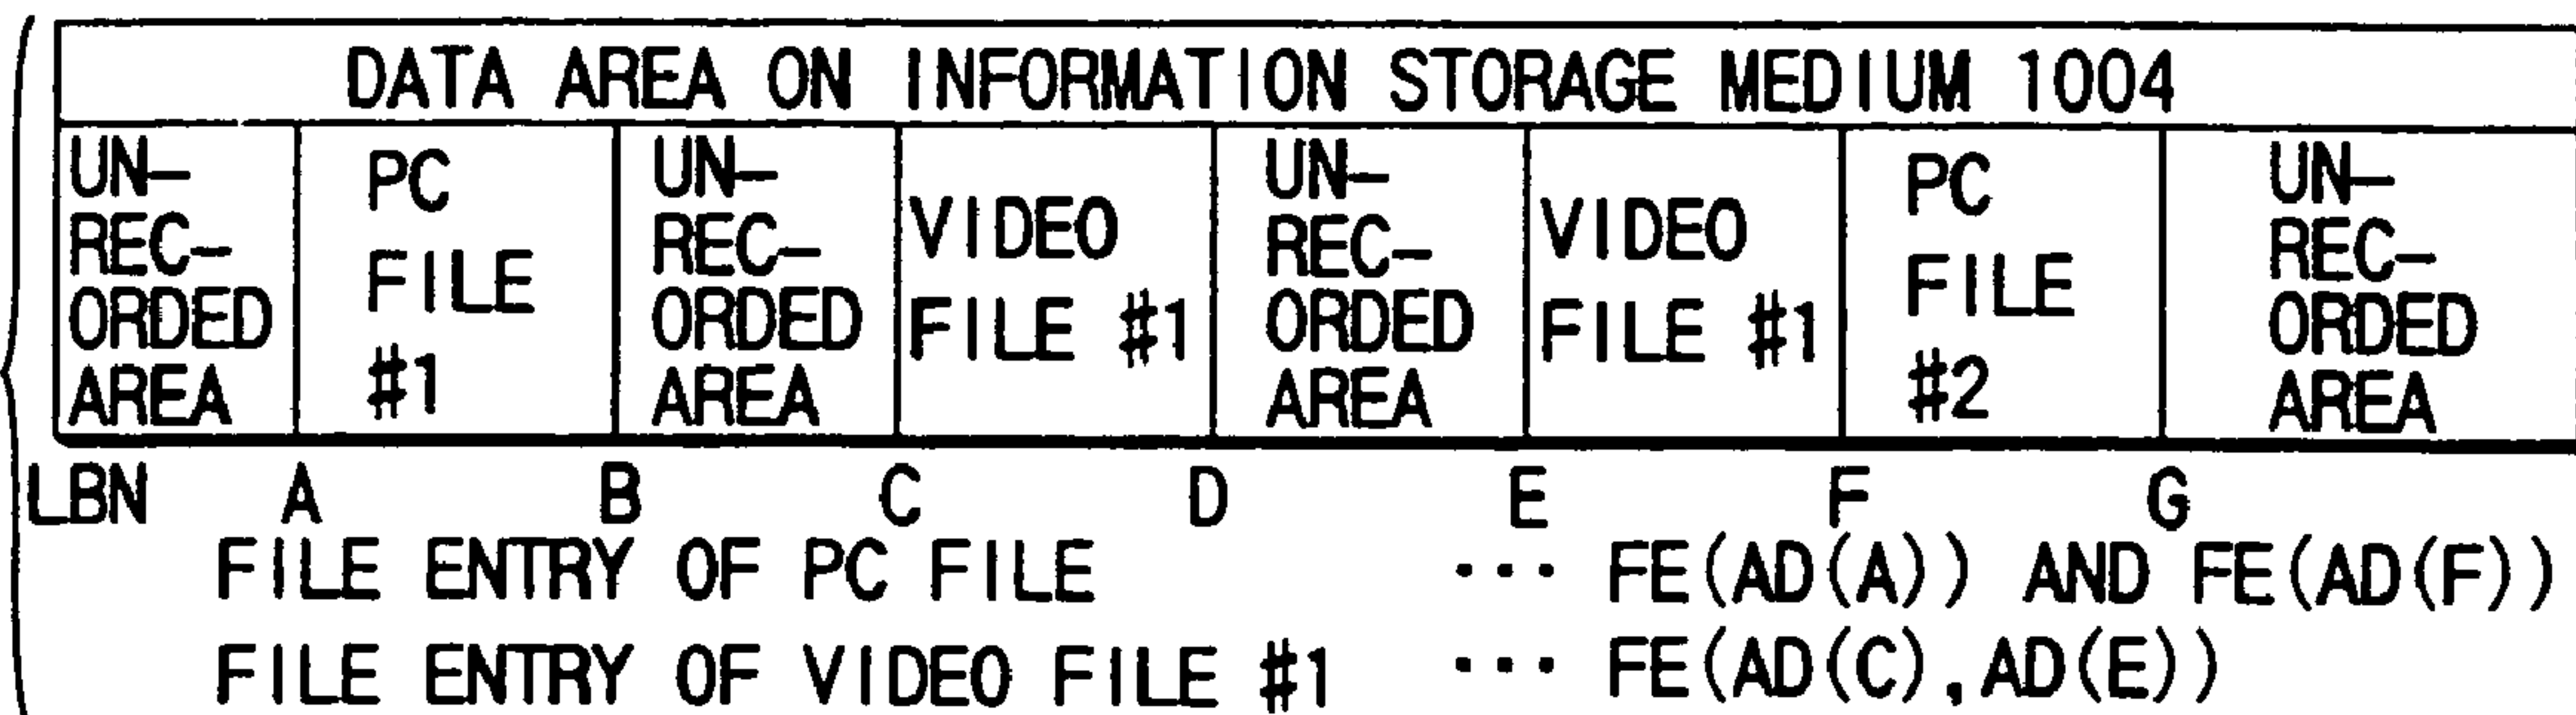 DATA AREA ON INFORMATION STORAGE MEDIUM 1004
UN-
REC-
ORDED
AREA
PC
FILE
#1
UN-
REC-
ORDED
AREA
VIDEO
FILE #1
UN-
REC-
ORDED
AREA
VIDEO
FILE #1
PC
FILE
#2
UN-
REC-
ORDED
AREA
LBN A B C D E F G
FILE ENTRY OF PC FILE ··· FE(AD(A)) AND FE(AD(F))
FILE ENTRY OF VIDEO FILE #1 ··· FE(AD(C),AD(E))